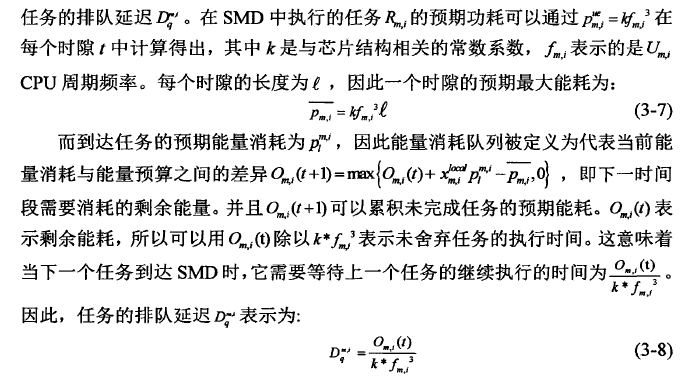 任务的排队延迟 D_q^{m,i}。在 SMD 中执行的任务 R_{m,i} 的预期功耗可以通过 p_{m,i}^{ue} = kf_{m,i}^3 在
每个时隙 t 中计算得出，其中 k 是与芯片结构相关的常数系数， f_{m,i} 表示的是 U_{m,i}
CPU 周期频率。每个时隙的长度为 ℓ ，因此一个时隙的预期最大能耗为：
\overline{p_{m,i}} = kf_{m,i}^3 ℓ (3-7)
而到达任务的预期能量消耗为 p_l^{m,i}，因此能量消耗队列被定义为代表当前能
量消耗与能量预算之间的差异 O_{m,i}(t+1) = max{O_{m,i}(t) + x_{m,i}^{local} p_l^{m,i} − \overline{p_{m,i}}, 0} ，即下一时间
段需要消耗的剩余能量。并且 O_{m,i}(t+1) 可以累积未完成任务的预期能耗。O_{m,i}(t) 表
示剩余能耗，所以可以用 O_{m,i}(t) 除以 k*f_{m,i}^3 表示未舍弃任务的执行时间。这意味着
当下一个任务到达 SMD 时，它需要等待上一个任务的继续执行的时间为 \frac{O_{m,i}(t)}{k * f_{m,i}^3} 。
因此，任务的排队延迟 D_q^{m,i} 表示为:
D_q^{m,i} = \frac{O_{m,i}(t)}{k * f_{m,i}^3} (3-8)